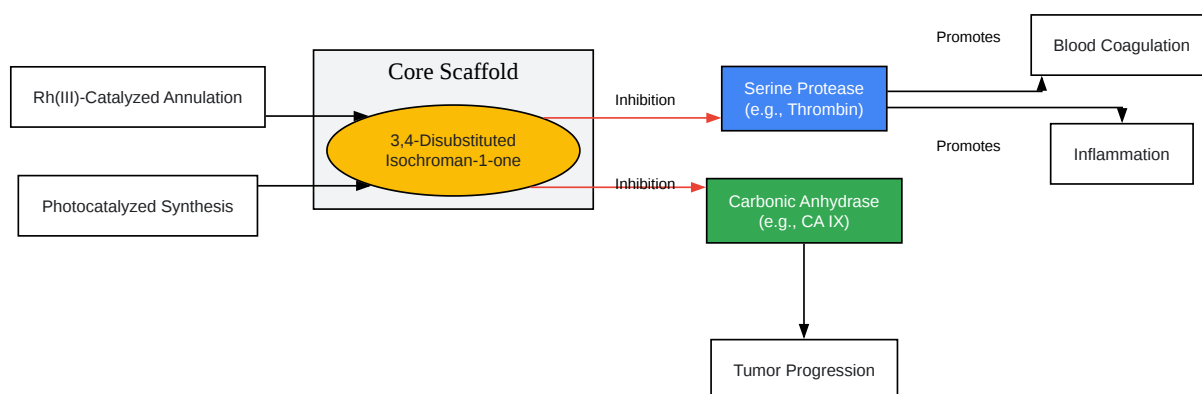 Rh(III)-Catalyzed Annulation
Photocatalyzed Synthesis
Core Scaffold
3,4-Disubstituted
Isochroman-1-one
Inhibition
Inhibition
Serine Protease
(e.g., Thrombin)
Carbonic Anhydrase
(e.g., CA IX)
Promotes
Promotes
Blood Coagulation
Inflammation
Tumor Progression